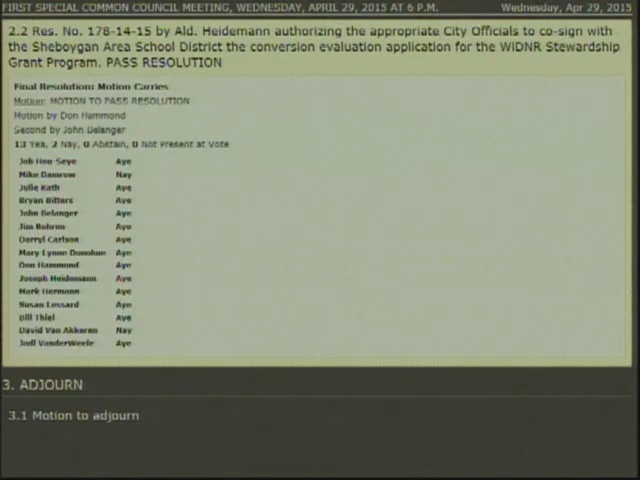 FIRST SPECIAL COMMON COUNCIL MEETING, WEDNESDAY, APRIL 29, 2015 AT 6 P.M. Wednesday, Apr 29, 2015
2.2 Res. No. 178-14-15 by Ald. Heidemann authorizing the appropriate City Officials to co-sign with
the Sheboygan Area School District the conversion evaluation application for the WIDNR Stewardship
Grant Program. PASS RESOLUTION
Final Resolution: Motion Carries
Motion: MOTION TO PASS RESOLUTION
Motion by Don Hammond
Second by John Belanger
13 Yea, 2 Nay, 0 Abstain, 0 Not Present at Vote
Job Hou-Seye Aye
Mike Damrow Nay
Julie Kath Aye
Bryan Bitters Aye
John Belanger Aye
Jim Bohren Aye
Darryl Carlson Aye
Mary Lynne Donohue Aye
Don Hammond Aye
Joseph Heidemann Aye
Mark Hermann Aye
Susan Lessard Aye
Bill Thiel Aye
David Van Akkeren Nay
Jodi VanderWeele Aye
3. ADJOURN
3.1 Motion to adjourn